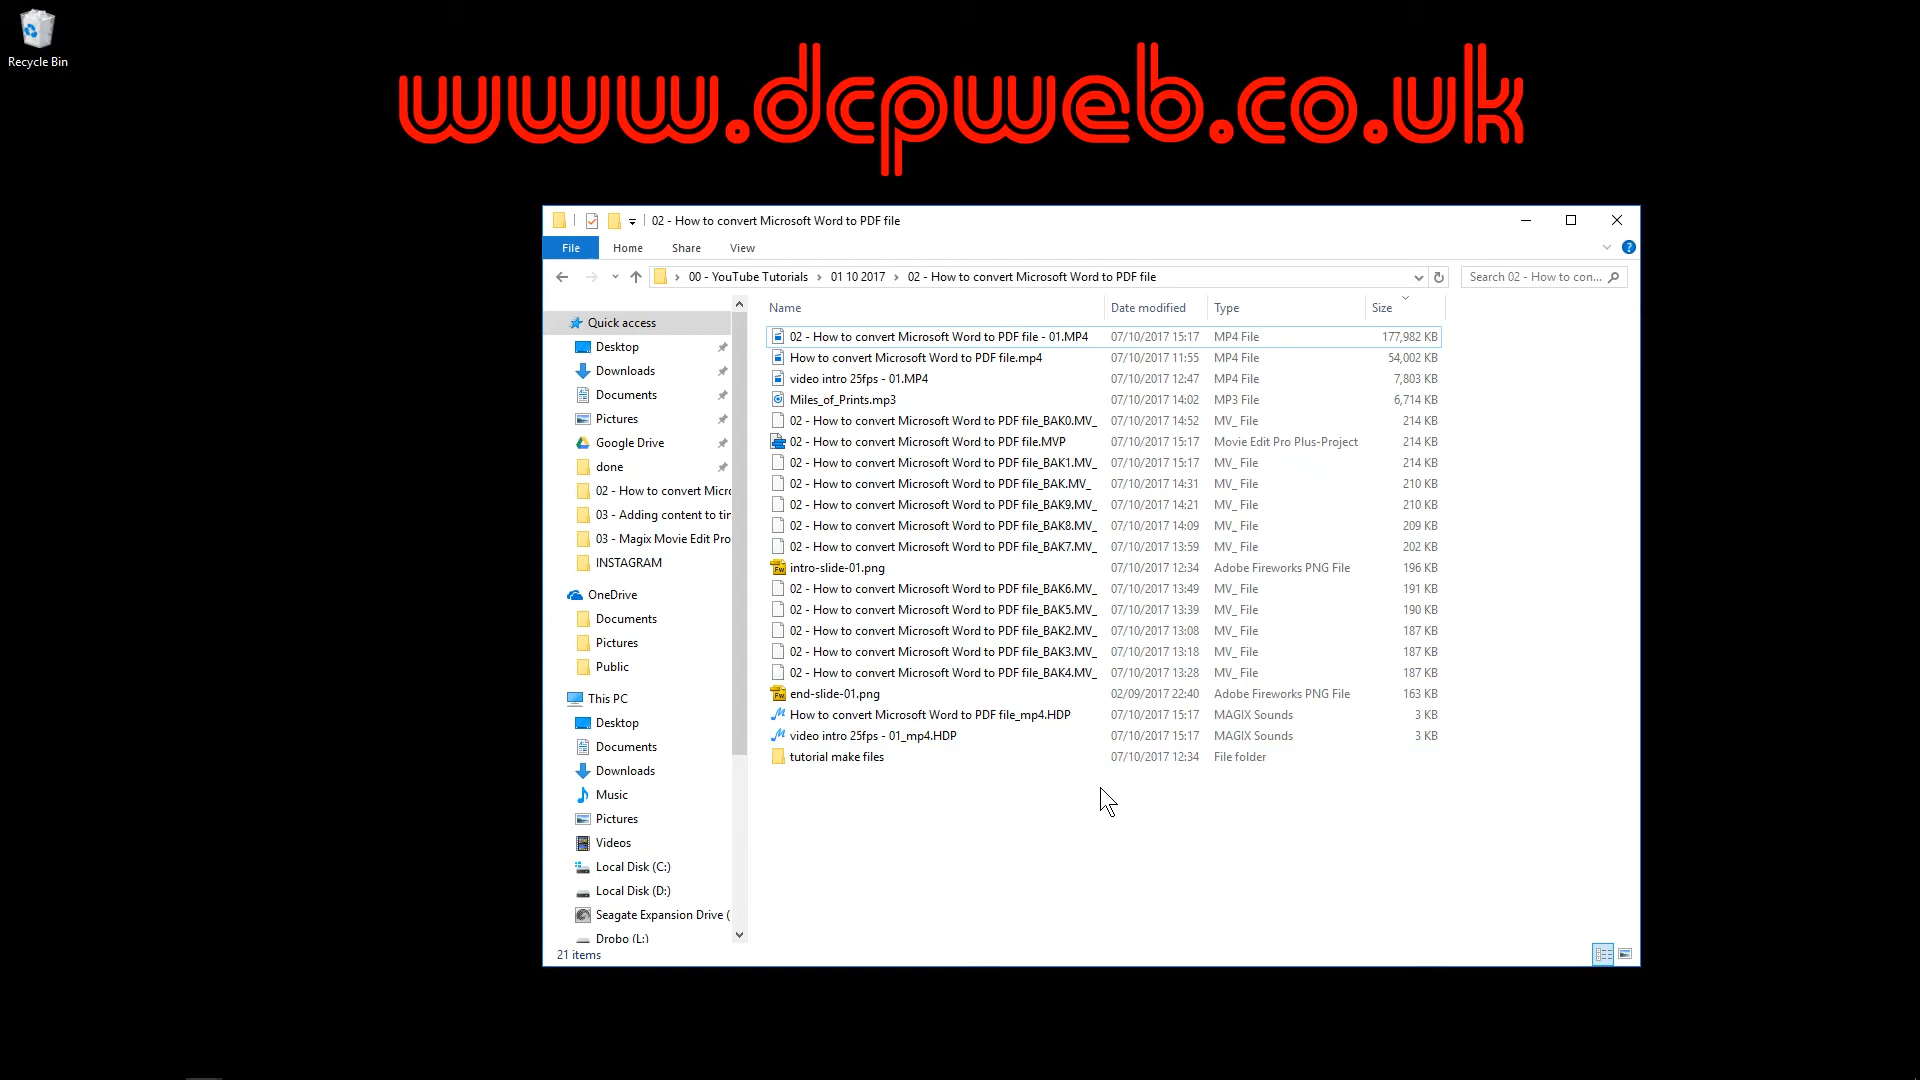 Recycle Bin
www.dcpweb.co.uk
02 - How to convert Microsoft Word to PDF file
File Home Share View
00 - YouTube Tutorials > 01 10 2017 > 02 - How to convert Microsoft Word to PDF file
Search 02 - How to con...
Name Date modified Type Size
Quick access
Desktop
Downloads
Documents
Pictures
Google Drive
done
02 - How to convert Micro
03 - Adding content to tin
03 - Magix Movie Edit Pro
INSTAGRAM
OneDrive
Documents
Pictures
Public
This PC
Desktop
Documents
Downloads
Music
Pictures
Videos
Local Disk (C:)
Local Disk (D:)
Seagate Expansion Drive (
Drobo (L:)
02 - How to convert Microsoft Word to PDF file - 01.MP4 07/10/2017 15:17 MP4 File 177,982 KB
How to convert Microsoft Word to PDF file.mp4 07/10/2017 11:55 MP4 File 54,002 KB
video intro 25fps - 01.MP4 07/10/2017 12:47 MP4 File 7,803 KB
Miles_of_Prints.mp3 07/10/2017 14:02 MP3 File 6,714 KB
02 - How to convert Microsoft Word to PDF file_BAK0.MV_ 07/10/2017 14:52 MV_ File 214 KB
02 - How to convert Microsoft Word to PDF file.MVP 07/10/2017 15:17 Movie Edit Pro Plus-Project 214 KB
02 - How to convert Microsoft Word to PDF file_BAK1.MV_ 07/10/2017 15:17 MV_ File 214 KB
02 - How to convert Microsoft Word to PDF file_BAK.MV_ 07/10/2017 14:31 MV_ File 210 KB
02 - How to convert Microsoft Word to PDF file_BAK9.MV_ 07/10/2017 14:21 MV_ File 210 KB
02 - How to convert Microsoft Word to PDF file_BAK8.MV_ 07/10/2017 14:09 MV_ File 209 KB
02 - How to convert Microsoft Word to PDF file_BAK7.MV_ 07/10/2017 13:59 MV_ File 202 KB
intro-slide-01.png 07/10/2017 12:34 Adobe Fireworks PNG File 196 KB
02 - How to convert Microsoft Word to PDF file_BAK6.MV_ 07/10/2017 13:49 MV_ File 191 KB
02 - How to convert Microsoft Word to PDF file_BAK5.MV_ 07/10/2017 13:39 MV_ File 190 KB
02 - How to convert Microsoft Word to PDF file_BAK2.MV_ 07/10/2017 13:08 MV_ File 187 KB
02 - How to convert Microsoft Word to PDF file_BAK3.MV_ 07/10/2017 13:18 MV_ File 187 KB
02 - How to convert Microsoft Word to PDF file_BAK4.MV_ 07/10/2017 13:28 MV_ File 187 KB
end-slide-01.png 02/09/2017 22:40 Adobe Fireworks PNG File 163 KB
How to convert Microsoft Word to PDF file_mp4.HDP 07/10/2017 15:17 MAGIX Sounds 3 KB
video intro 25fps - 01_mp4.HDP 07/10/2017 15:17 MAGIX Sounds 3 KB
tutorial make files 07/10/2017 12:34 File folder
21 items